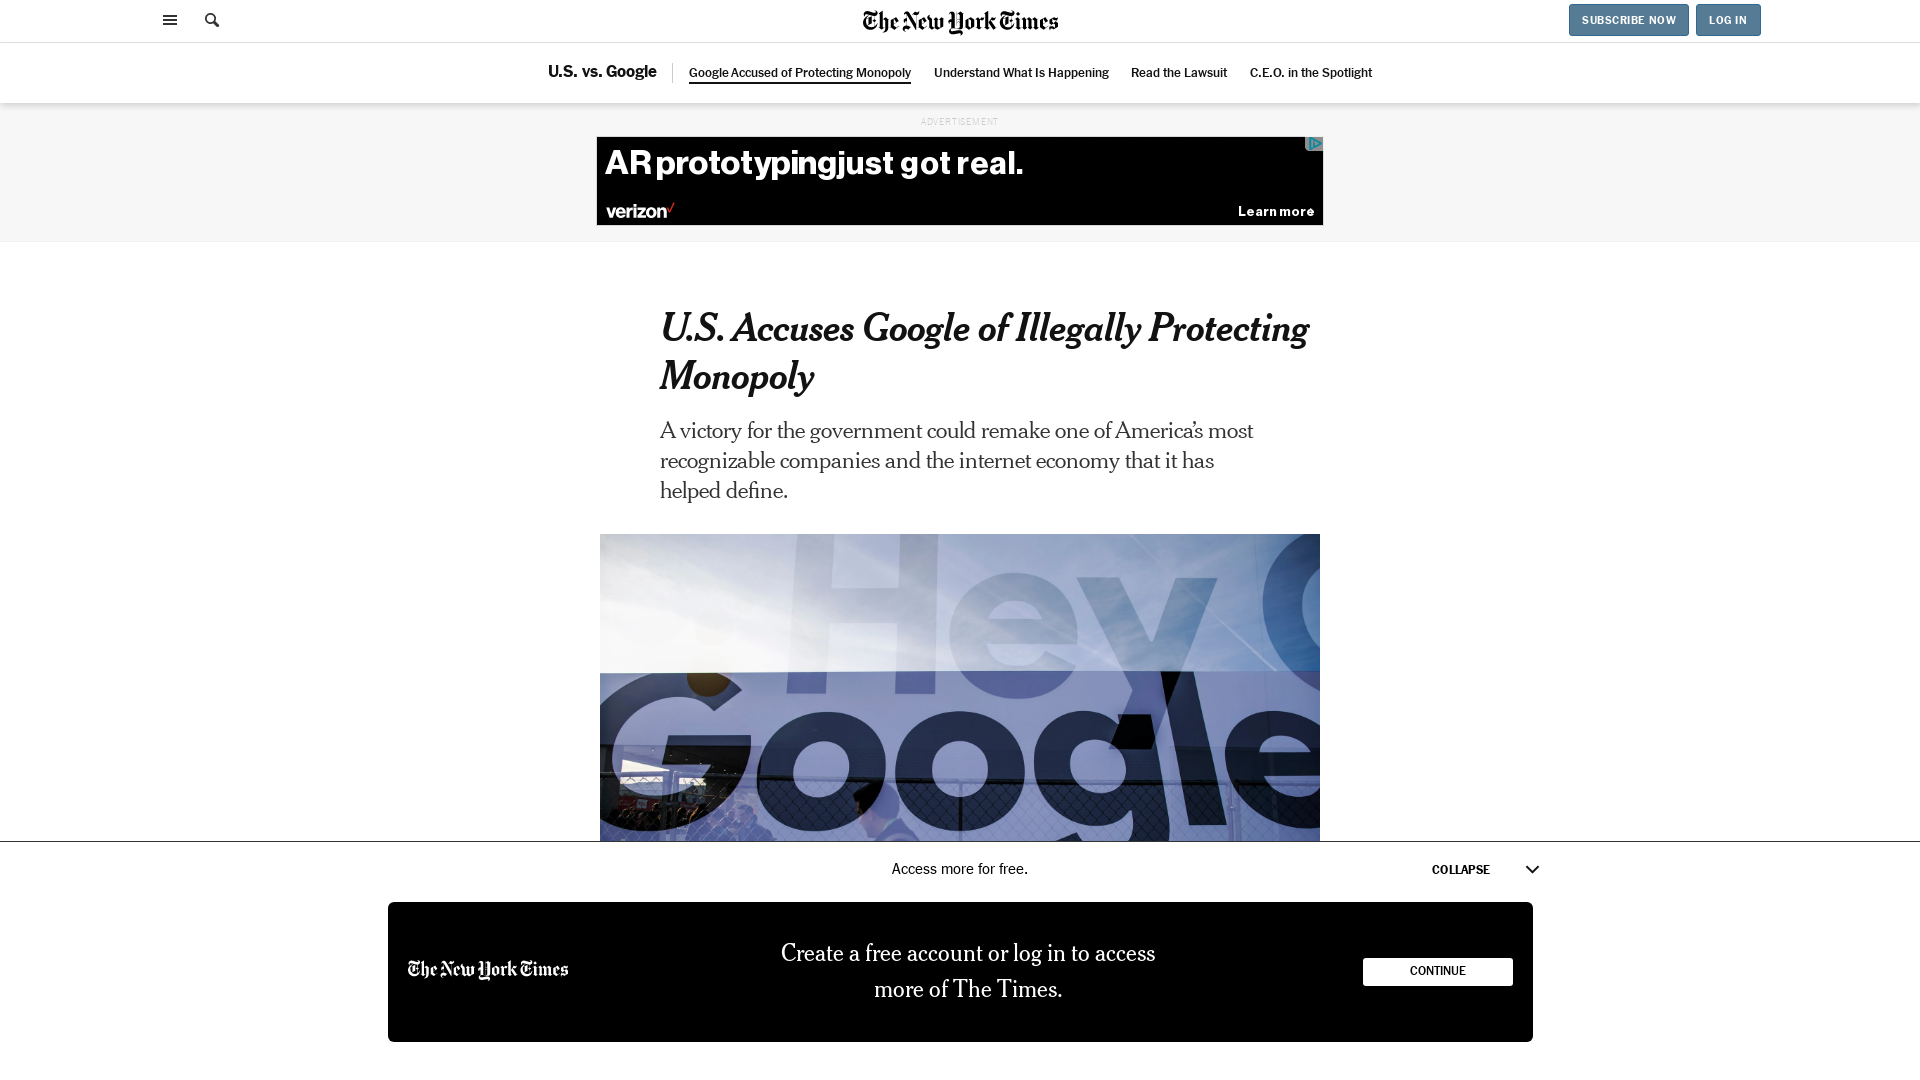 The New York Times
SUBSCRIBE NOW
LOG IN
U.S. vs. Google
Google Accused of Protecting Monopoly
Understand What Is Happening
Read the Lawsuit
C.E.O. in the Spotlight
ADVERTISEMENT
AR prototypingjust got real.
verizon✓
Learn more
U.S. Accuses Google of Illegally Protecting
Monopoly
A victory for the government could remake one of America’s most
recognizable companies and the internet economy that it has
helped define.
Hey G
Google
Access more for free.
COLLAPSE
The New York Times
Create a free account or log in to access
more of The Times.
CONTINUE